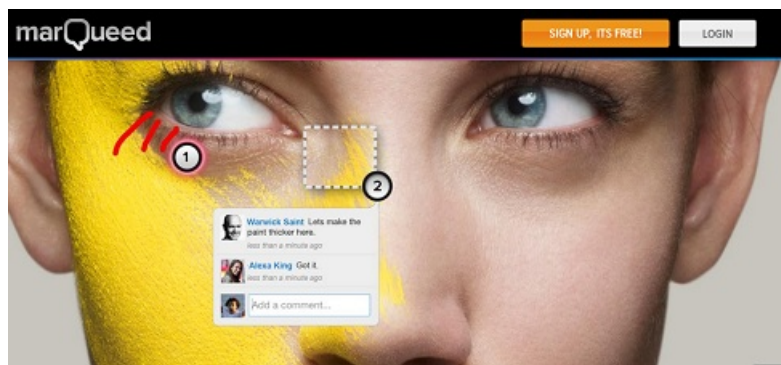 marQueed
SIGN UP, ITS FREE!
LOGIN
1
2
Warwick Saint Lets make the
paint thicker here.
less than a minute ago
Alexa King Got it.
less than a minute ago
Add a comment...